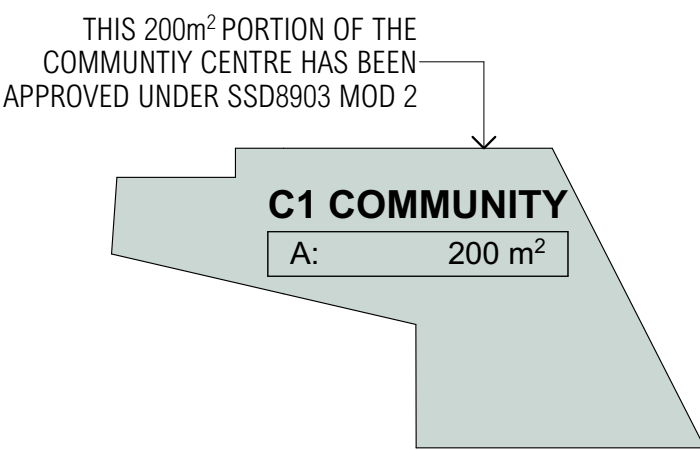 THIS 200m² PORTION OF THE
COMMUNTIY CENTRE HAS BEEN
APPROVED UNDER SSD8903 MOD 2
C1 COMMUNITY
A: 200 m²